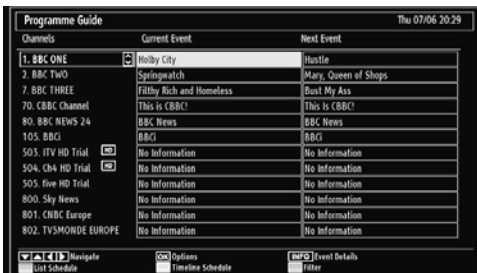 Programme Guide Thu 07/06 20:29
Channels Current Event Next Event
1. BBC ONE Holby City Hustle
2. BBC TWO Springwatch Mary, Queen of Shops
7. BBC THREE Filthy Rich and Homeless Bust My Ass
70. CBBC Channel This is CBBC! This Is CBBC!
80. BBC NEWS 24 BBC News BBC News
105. BBCi BBCi BBCi
503. ITV HD Trial HD No Information No Information
504. Ch4 HD Trial HD No Information No Information
505. five HD Trial No Information No Information
800. Sky News No Information No Information
801. CNBC Europe No Information No Information
802. TV5MONDE EUROPE No Information No Information
Navigate OK Options INFO Event Details
List Schedule Timeline Schedule Filter